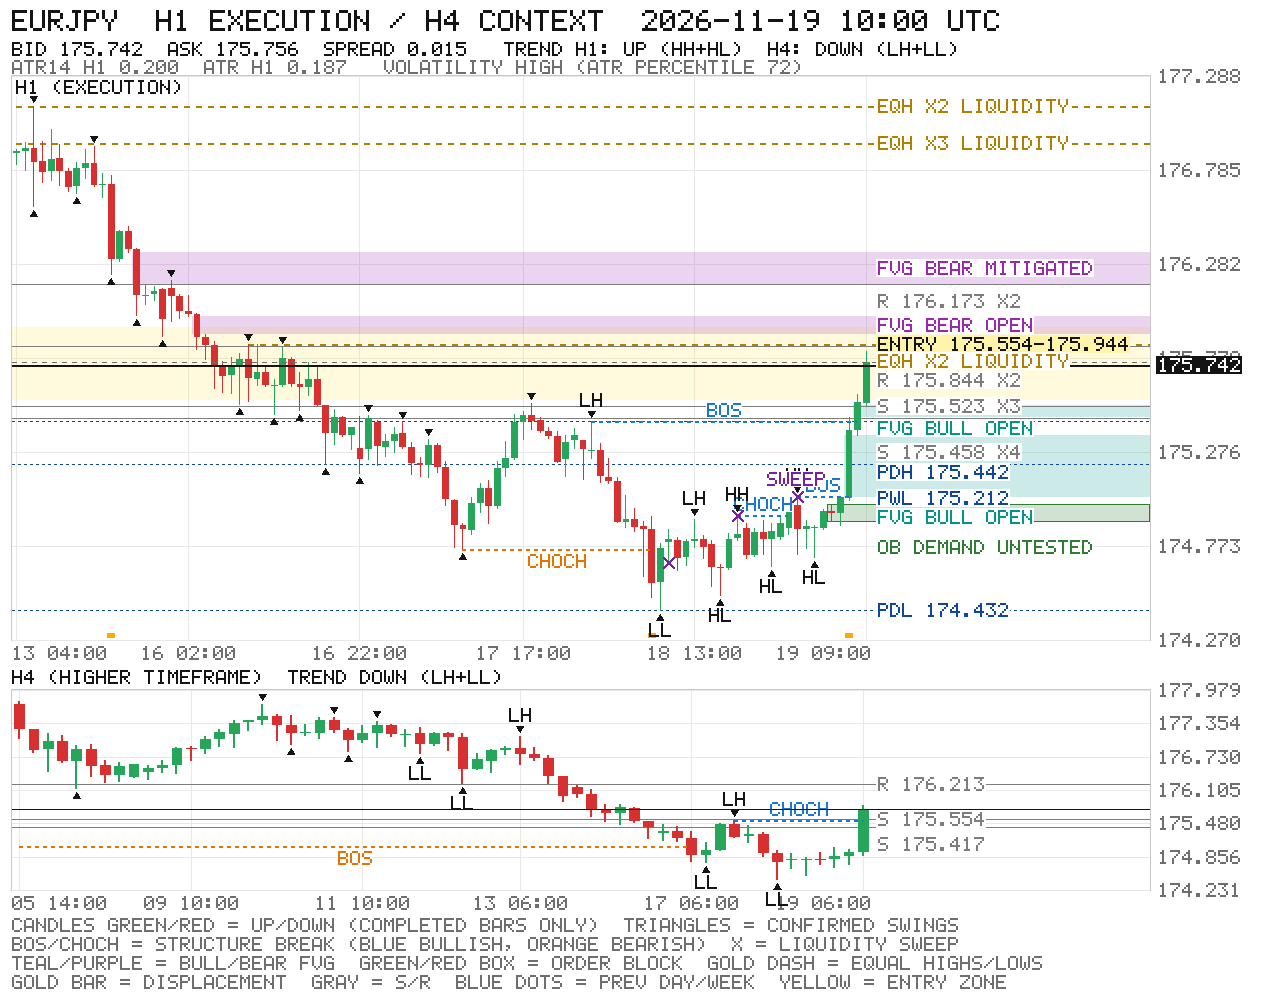 EURJPY H1 EXECUTION / H4 CONTEXT 2026-11-19 10:00 UTC
BID 175.742 ASK 175.756 SPREAD 0.015 TREND H1: UP (HH+HL) H4: DOWN (LH+LL)
ATR14 H1 0.200 ATR H1 0.187 VOLATILITY HIGH (ATR PERCENTILE 72)
177.288
H1 (EXECUTION)
EQH X2 LIQUIDITY
EQH X3 LIQUIDITY
176.785
FVG BEAR MITIGATED
176.282
R 176.173 X2
FVG BEAR OPEN
ENTRY 175.554-175.944
EQH X2 LIQUIDITY
175.742
R 175.844 X2
LH
BOS
S 175.523 X3
FVG BULL OPEN
S 175.458 X4
175.276
PDH 175.442
SWEEP
BOS
LH
HH
CHOCH
PWL 175.212
FVG BULL OPEN
OB DEMAND UNTESTED
174.773
CHOCH
HL
HL
HL
PDL 174.432
LL
174.270
13 04:00 16 02:00 16 22:00 17 17:00 18 13:00 19 09:00
H4 (HIGHER TIMEFRAME) TREND DOWN (LH+LL)
177.979
LH
177.354
176.730
LL
R 176.213
176.105
LL
LH
CHOCH
S 175.554
175.480
S 175.417
BOS
174.856
LL
174.231
LL
05 14:00 09 10:00 11 10:00 13 06:00 17 06:00 19 06:00
CANDLES GREEN/RED = UP/DOWN (COMPLETED BARS ONLY) TRIANGLES = CONFIRMED SWINGS
BOS/CHOCH = STRUCTURE BREAK (BLUE BULLISH, ORANGE BEARISH) X = LIQUIDITY SWEEP
TEAL/PURPLE = BULL/BEAR FVG GREEN/RED BOX = ORDER BLOCK GOLD DASH = EQUAL HIGHS/LOWS
GOLD BAR = DISPLACEMENT GRAY = S/R BLUE DOTS = PREV DAY/WEEK YELLOW = ENTRY ZONE